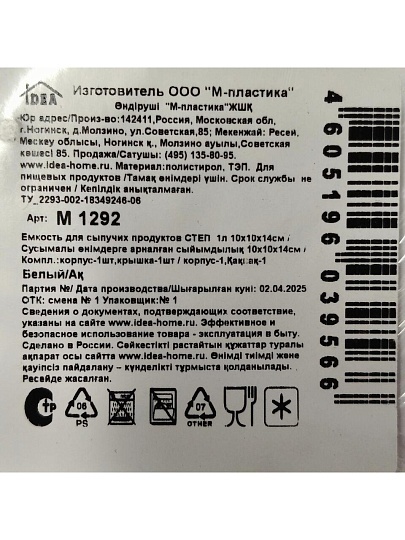 IDEA
Изготовитель ООО "М-пластика"
Өндіруші "М-пластика"ЖШҚ
Юр адрес/Произ-во:142411,Россия, Московская обл,
г.Ногинск, д.Молзино, ул.Советская,85; Мекенжай: Ресей,
Мескеу облысы, Ногинск қ., Молзино ауылы,Советская
көшесі 85. Продажа/Сатушы: (495) 135-80-95.
www.idea-home.ru. Материал:полистирол, ТЭП. Для
пищевых продуктов /Тамақ өнімдері үшін. Срок службы не
ограничен / Кепілдік анықталмаған.
ТУ_2293-002-18349246-06
Арт: М 1292
Емкость для сыпучих продуктов СТЕП 1л 10х10х14см /
Сусымалы өнімдерге арналған сыйымдылық 10х10х14см /
Компл.:корпус-1шт,крышка-1шт / корпус-1,Қақпақ-1
Белый/Ақ
Партия №/ Дата производства/Шығарылған куні: 02.04.2025
ОТК: смена № 1 Упаковщик:№ 1
Сведения о документах, подтверждающих соответствие,
указаны на сайте www.idea-home.ru. Эффективное и
безопасное использование товара - эксплуатация в быту.
Сделано в России. Сәйкестікті растайтын құжаттар туралы
ақпарат осы сайтта www.idea-home.ru. Өнімді тиімді және
қауіпсіз пайдалану – күнделікті тұрмыста қолданылады.
Ресейде жасалған.
4605196039566
тР
06
PS
07
OTHER